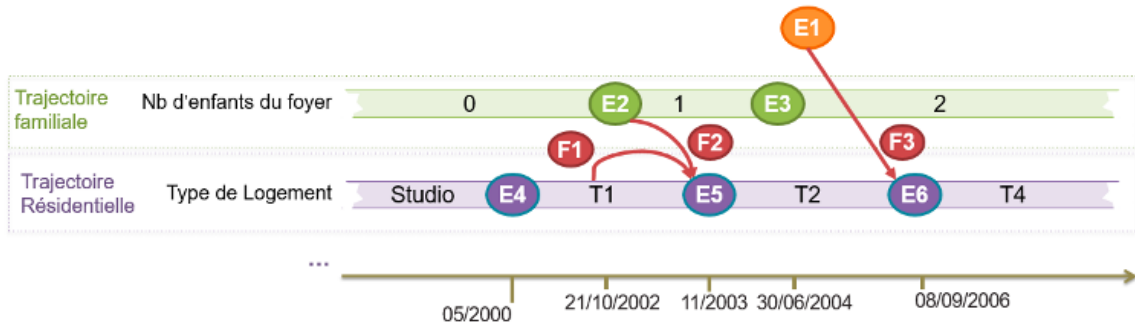 E1
Trajectoire
familiale
Nb d'enfants du foyer
0
E2
1
E3
2
F1
F2
F3
Trajectoire
Résidentielle
Type de Logement
Studio
E4
T1
E5
T2
E6
T4
...
05/2000
21/10/2002
11/2003
30/06/2004
08/09/2006